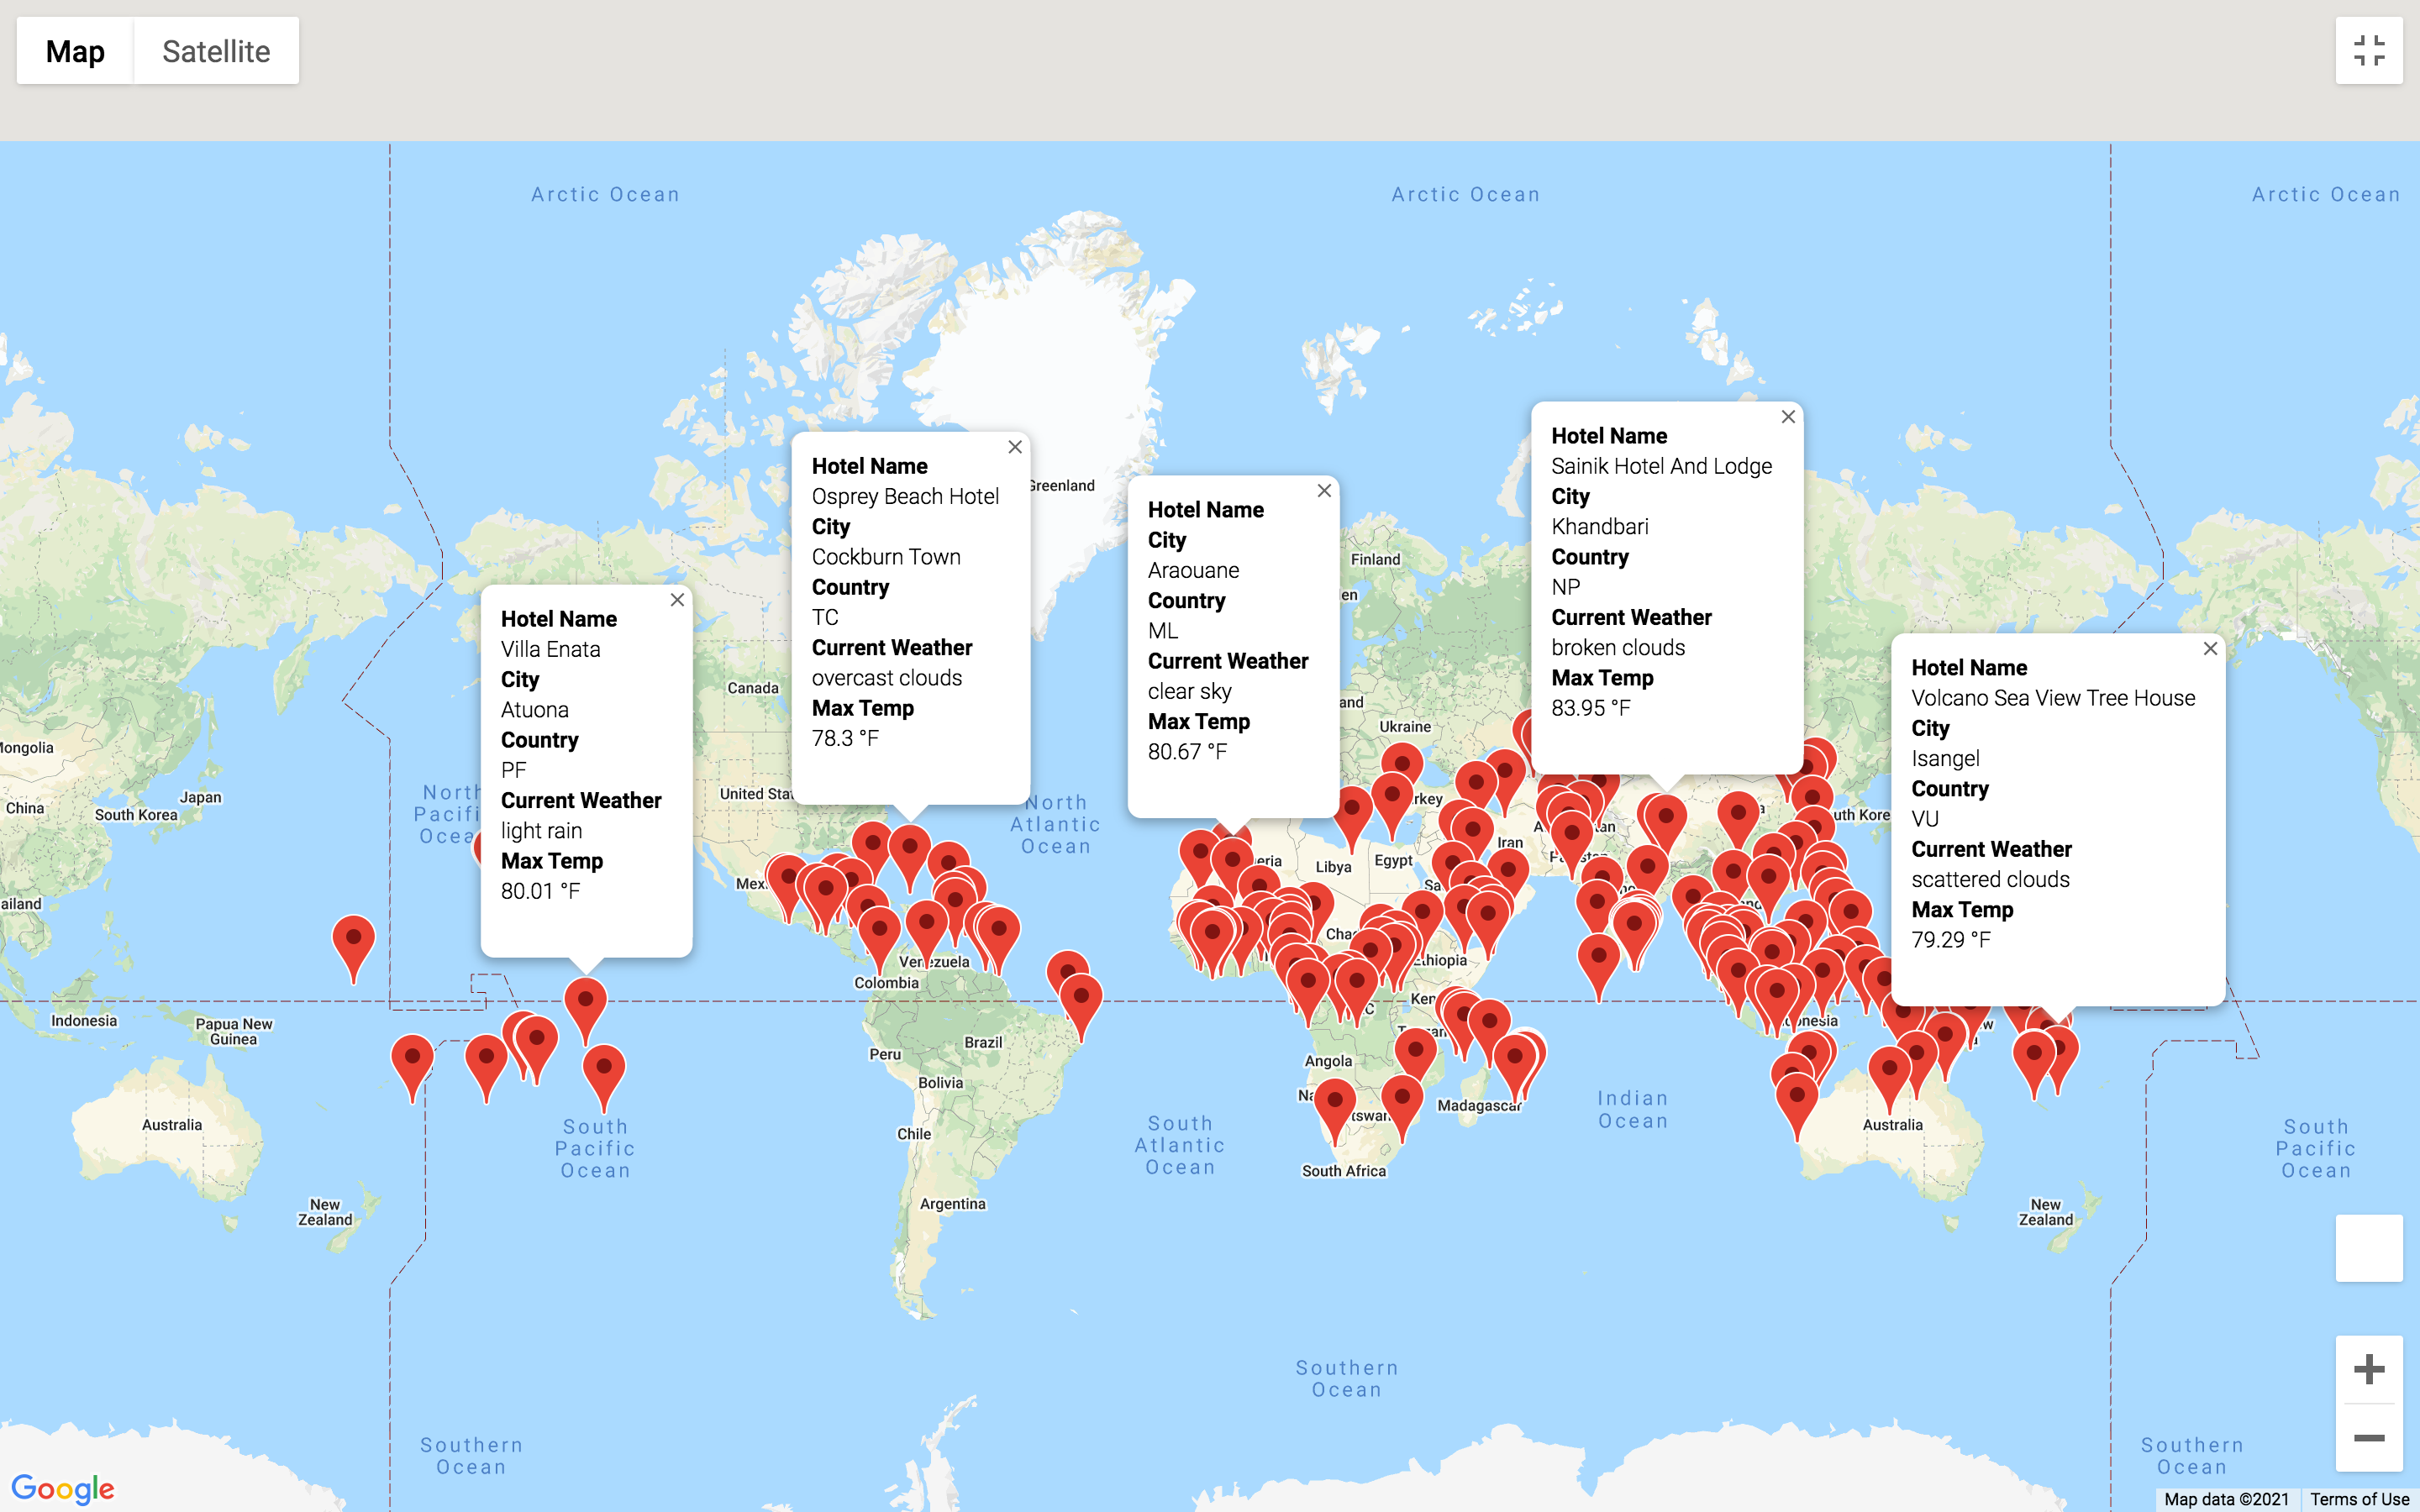 Map
Satellite
Arctic Ocean
Arctic Ocean
Arctic Ocean
Hotel Name
Villa Enata
City
Atuona
Country
PF
Current Weather
light rain
Max Temp
80.01 °F
Hotel Name
Osprey Beach Hotel
City
Cockburn Town
Country
TC
Current Weather
overcast clouds
Max Temp
78.3 °F
Hotel Name
City
Araouane
Country
ML
Current Weather
clear sky
Max Temp
80.67 °F
Hotel Name
Sainik Hotel And Lodge
City
Khandbari
Country
NP
Current Weather
broken clouds
Max Temp
83.95 °F
Hotel Name
Volcano Sea View Tree House
City
Isangel
Country
VU
Current Weather
scattered clouds
Max Temp
79.29 °F
Greenland
Finland
Canada
Ukraine
United
China
Japan
South Korea
North
Atlantic
Ocean
Iran
Libya
Egypt
Venezuela
Colombia
Ethiopia
Indonesia
Papua New
Guinea
Peru
Brazil
Angola
Bolivia
Madagascar
Indian
Ocean
Australia
South
Pacific
Ocean
Chile
South
Atlantic
Ocean
South Africa
Australia
South
Pacific
Ocean
New
Zealand
Argentina
New
Zealand
Southern
Ocean
Southern
Ocean
Southern
Ocean
Google
Map data ©2021
Terms of Use